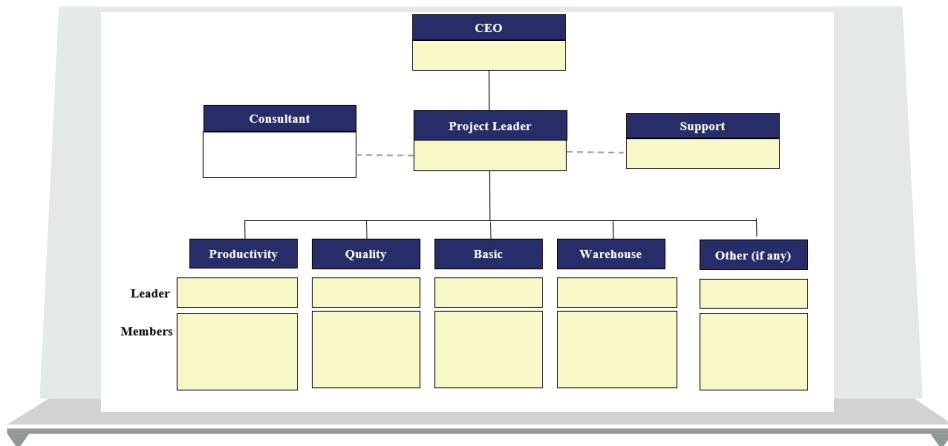 CEO
Consultant
Project Leader
Support
Productivity
Quality
Basic
Warehouse
Other (if any)
Leader
Members